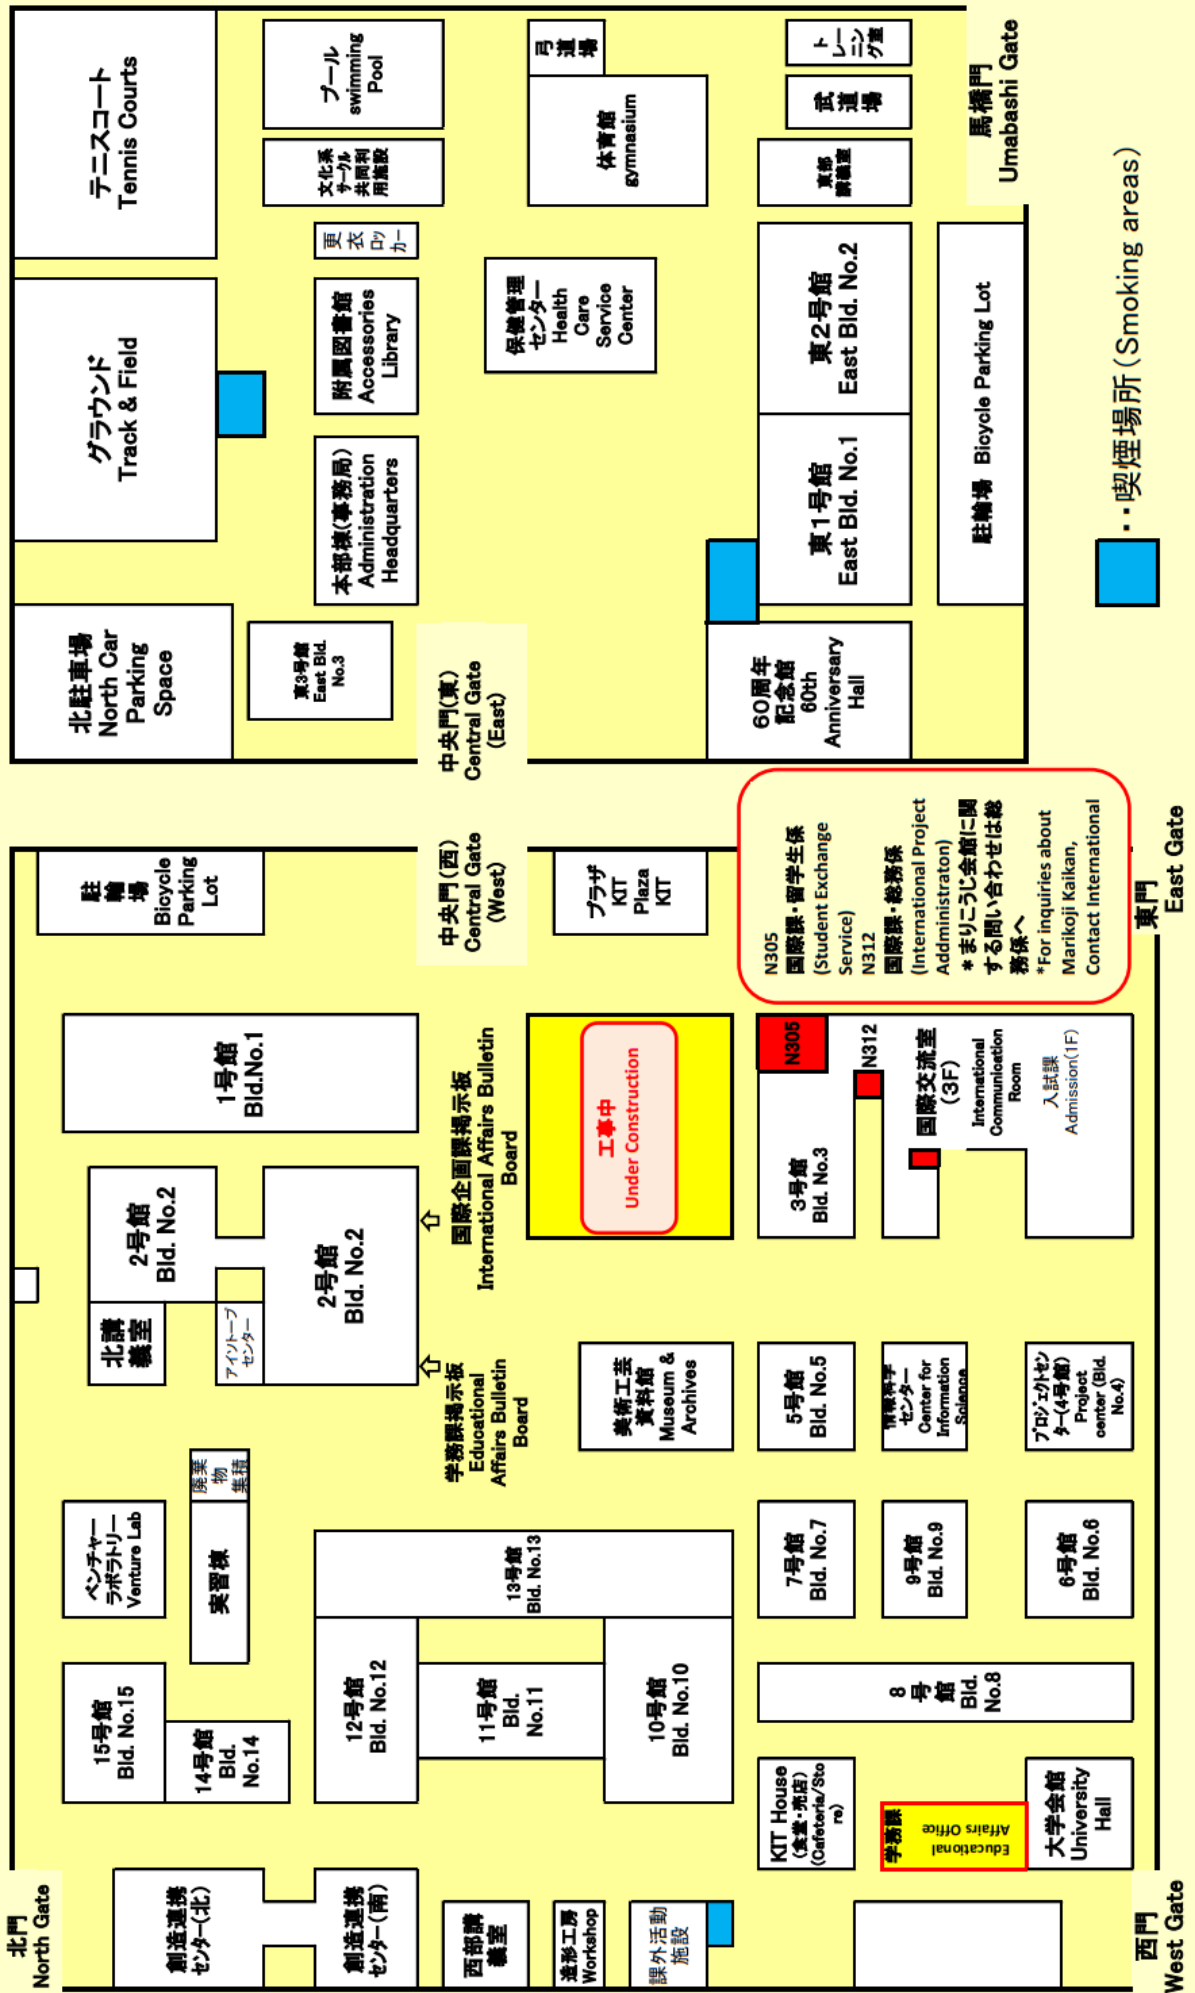 北門
North Gate
創造連携
センター(北)
創造連携
センター(南)
西部講
義室
造形工房
Workshop
課外活動
施設
西門
West Gate
15号館
Bld. No.15
14号館
Bld.
No.14
12号館
Bld. No.12
11号館
Bld.
No.11
10号館
Bld. No.10
13号館
Bld. No.13
KIT House
(食堂・売店)
(Cafeteria/Sto
re)
学務課
Educational
Affairs Office
大学会館
University
Hall
8
号
館
Bld.
No.8
ベンチャー
ラボラトリー
Venture Lab
実習棟
廃棄
物
集積
7号館
Bld. No.7
9号館
Bld. No.9
6号館
Bld. No.6
北講
義室
アイソトープ
センター
2号館
Bld. No.2
2号館
Bld. No.2
学務課掲示板
Educational
Affairs Bulletin
Board
国際企画課掲示板
International Affairs Bulletin
Board
美術工芸
資料館
Museum &
Archives
5号館
Bld. No.5
情報科学
センター
Center for
Information
Science
プロジェクトセン
ター(4号館)
Project
center (Bld.
No.4)
1号館
Bld.No.1
工事中
Under Construction
3号館
Bld. No.3
N305
N312
国際交流室
(3F)
International
Communication
Room
入試課
Admission(1F)
駐
輪
場
Bicycle
Parking
Lot
中央門(西)
Central Gate
(West)
プラザ
KIT
Plaza
KIT
N305
国際課・留学生係
(Student Exchange
Service)
N312
国際課・総務係
(International Project
Addministraton)
*まりこうじ会館に関
する問い合わせは総
務係へ
*For inquiries about
Marikoji Kaikan,
Contact International
東門
East Gate
北駐車場
North Car
Parking
Space
東3号館
East Bld.
No.3
中央門(東)
Central Gate
(East)
60周年
記念館
60th
Anniversary
Hall
グラウンド
Track & Field
本部棟(事務局)
Administration
Headquarters
附属図書館
Accessories
Library
更
衣 ロッ
カー
保健管理
センター
Health
Care
Service
Center
東1号館
East Bld. No.1
東2号館
East Bld. No.2
駐輪場 Bicycle Parking Lot
テニスコート
Tennis Courts
プール
swimming
Pool
文化系
サークル
共同利
用施設
弓
道
場
体育館
gymnasium
トレー
ニン
グ室
武
道
場
東部
講義室
馬橋門
Umabashi Gate
・・喫煙場所(Smoking areas)